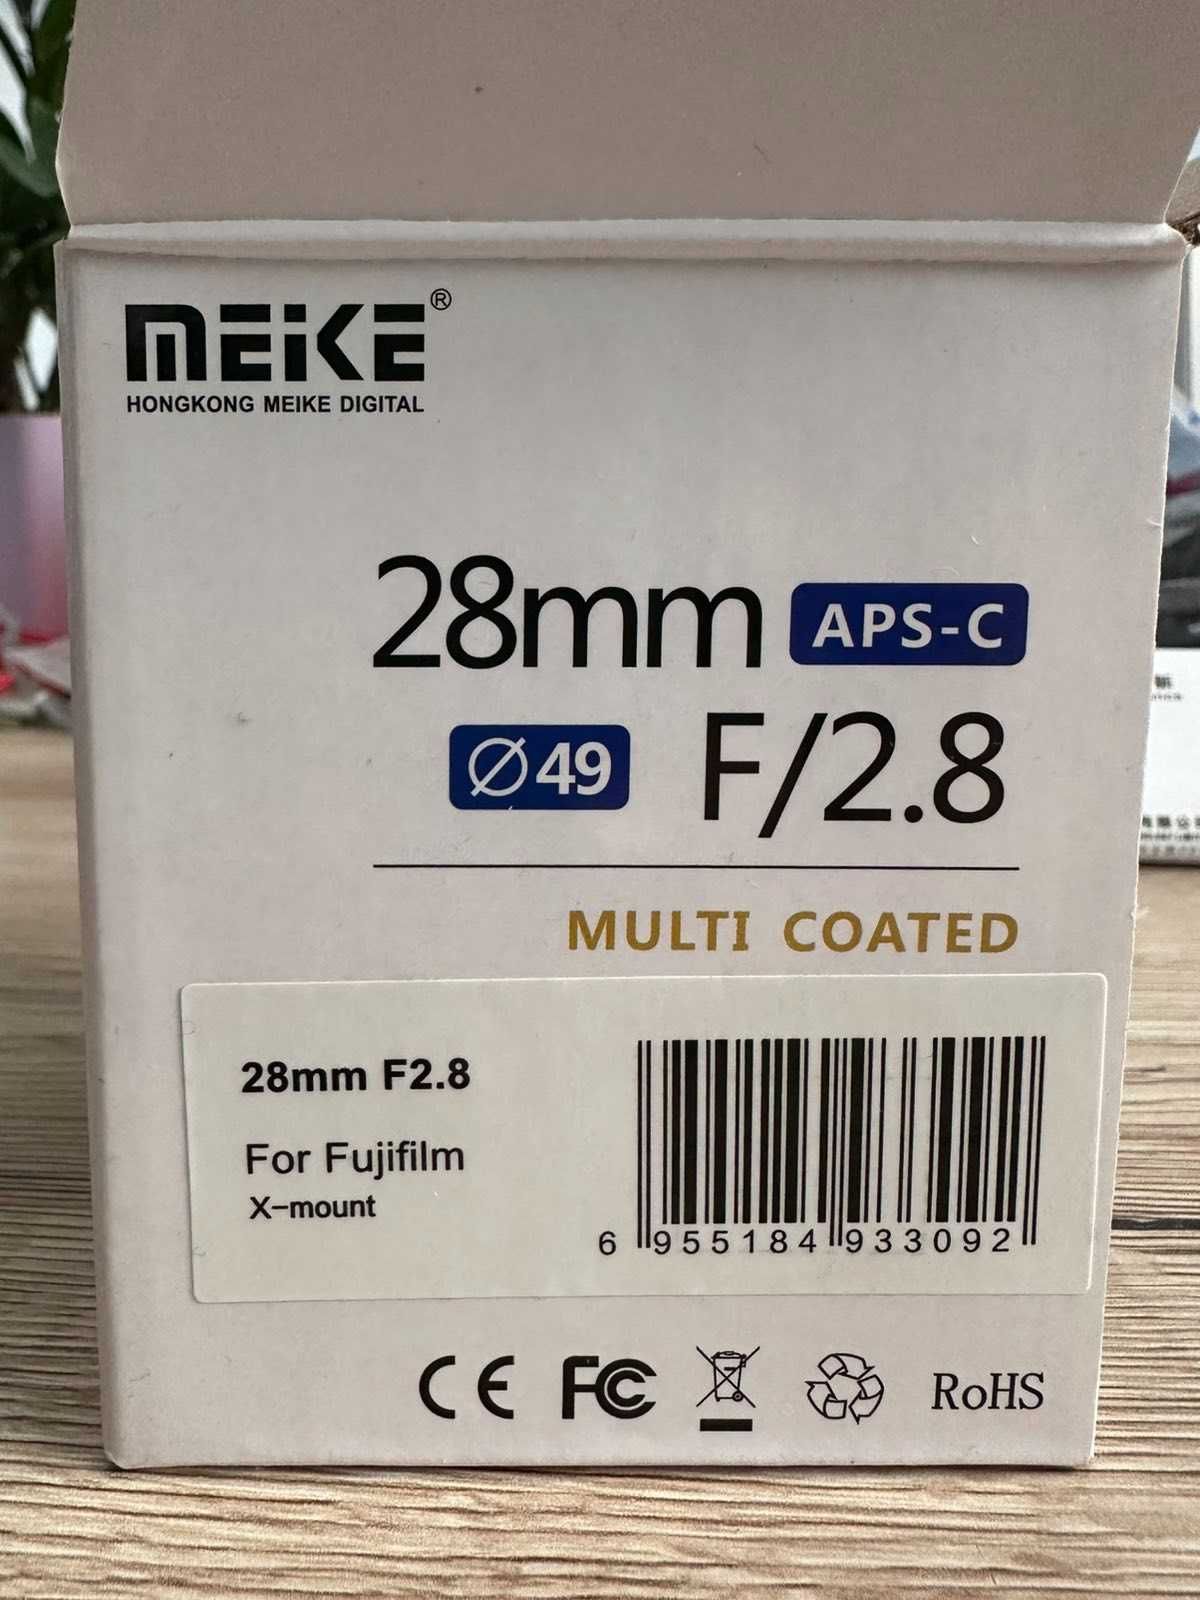 MEiKE®
HONGKONG MEIKE DIGITAL
28mm APS-C
Ø49 F/2.8
MULTI COATED
28mm F2.8
For Fujifilm
X-mount
6 955184 933092
CE FC RoHS